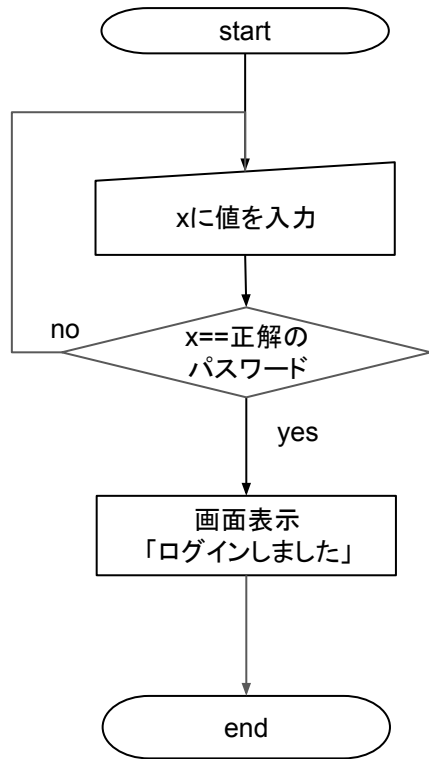 start
xに値を入力
no
x==正解の
パスワード
yes
画面表示
「ログインしました」
end